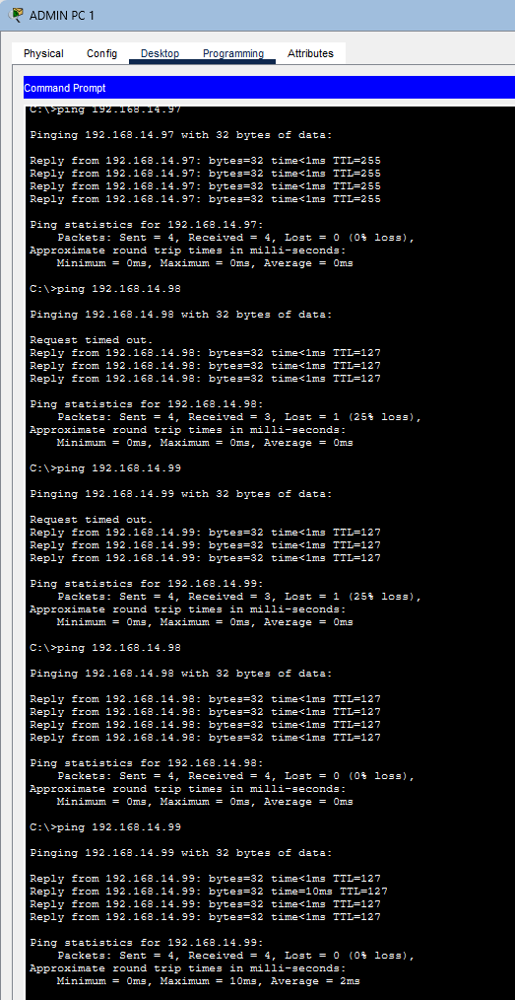 ADMIN PC 1
Physical Config Desktop Programming Attributes
Command Prompt
C:\>ping 192.168.14.97
Pinging 192.168.14.97 with 32 bytes of data:
Reply from 192.168.14.97: bytes=32 time<1ms TTL=255
Reply from 192.168.14.97: bytes=32 time<1ms TTL=255
Reply from 192.168.14.97: bytes=32 time<1ms TTL=255
Reply from 192.168.14.97: bytes=32 time<1ms TTL=255
Ping statistics for 192.168.14.97:
Packets: Sent = 4, Received = 4, Lost = 0 (0% loss),
Approximate round trip times in milli-seconds:
Minimum = 0ms, Maximum = 0ms, Average = 0ms
C:\>ping 192.168.14.98
Pinging 192.168.14.98 with 32 bytes of data:
Request timed out.
Reply from 192.168.14.98: bytes=32 time<1ms TTL=127
Reply from 192.168.14.98: bytes=32 time<1ms TTL=127
Reply from 192.168.14.98: bytes=32 time<1ms TTL=127
Ping statistics for 192.168.14.98:
Packets: Sent = 4, Received = 3, Lost = 1 (25% loss),
Approximate round trip times in milli-seconds:
Minimum = 0ms, Maximum = 0ms, Average = 0ms
C:\>ping 192.168.14.99
Pinging 192.168.14.99 with 32 bytes of data:
Request timed out.
Reply from 192.168.14.99: bytes=32 time<1ms TTL=127
Reply from 192.168.14.99: bytes=32 time<1ms TTL=127
Reply from 192.168.14.99: bytes=32 time<1ms TTL=127
Ping statistics for 192.168.14.99:
Packets: Sent = 4, Received = 3, Lost = 1 (25% loss),
Approximate round trip times in milli-seconds:
Minimum = 0ms, Maximum = 0ms, Average = 0ms
C:\>ping 192.168.14.98
Pinging 192.168.14.98 with 32 bytes of data:
Reply from 192.168.14.98: bytes=32 time<1ms TTL=127
Reply from 192.168.14.98: bytes=32 time<1ms TTL=127
Reply from 192.168.14.98: bytes=32 time<1ms TTL=127
Reply from 192.168.14.98: bytes=32 time<1ms TTL=127
Ping statistics for 192.168.14.98:
Packets: Sent = 4, Received = 4, Lost = 0 (0% loss),
Approximate round trip times in milli-seconds:
Minimum = 0ms, Maximum = 0ms, Average = 0ms
C:\>ping 192.168.14.99
Pinging 192.168.14.99 with 32 bytes of data:
Reply from 192.168.14.99: bytes=32 time<1ms TTL=127
Reply from 192.168.14.99: bytes=32 time=10ms TTL=127
Reply from 192.168.14.99: bytes=32 time<1ms TTL=127
Reply from 192.168.14.99: bytes=32 time<1ms TTL=127
Ping statistics for 192.168.14.99:
Packets: Sent = 4, Received = 4, Lost = 0 (0% loss),
Approximate round trip times in milli-seconds:
Minimum = 0ms, Maximum = 10ms, Average = 2ms